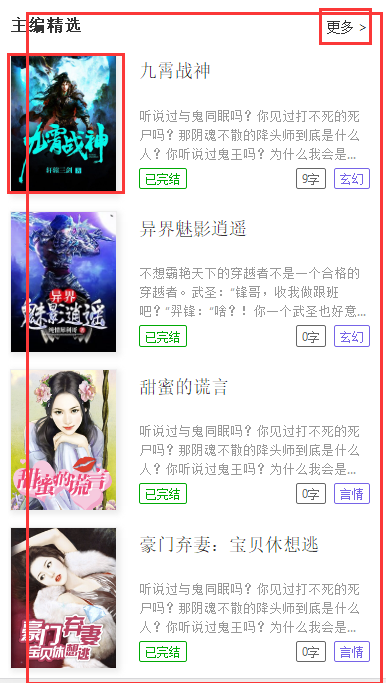 主编精选
更多 >
九霄战神
九霄战神
听说过与鬼同眠吗？你见过打不死的死
尸吗？那阴魂不散的降头师到底是什么
人？你听说过鬼王吗？为什么我会是...
已完结
9字
玄幻
异界魅影逍遥
异界
魅影逍遥
不想霸艳天下的穿越者不是一个合格的
穿越者。武圣：“锋哥，收我做跟班
吧？”羿锋：“啥？！你一个武圣也好意...
已完结
0字
玄幻
甜蜜的谎言
甜蜜的谎言
听说过与鬼同眠吗？你见过打不死的死
尸吗？那阴魂不散的降头师到底是什么
人？你听说过鬼王吗？为什么我会是...
已完结
0字
言情
豪门弃妻：宝贝休想逃
豪门弃妻
宝贝休想逃
听说过与鬼同眠吗？你见过打不死的死
尸吗？那阴魂不散的降头师到底是什么
人？你听说过鬼王吗？为什么我会是...
已完结
0字
言情